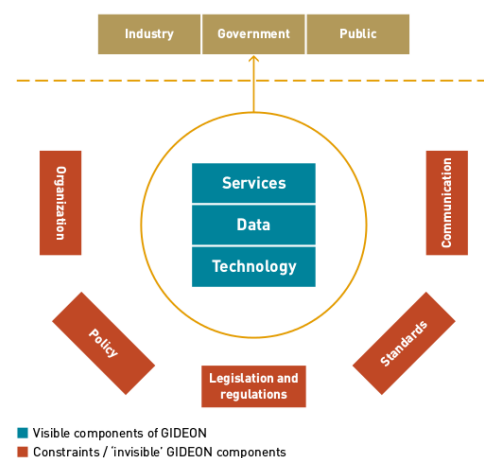 Industry
Government
Public
Organization
Communication
Services
Data
Technology
Policy
Standards
Legislation and
regulations
Visible components of GIDEON
Constraints / ‘invisible’ GIDEON components